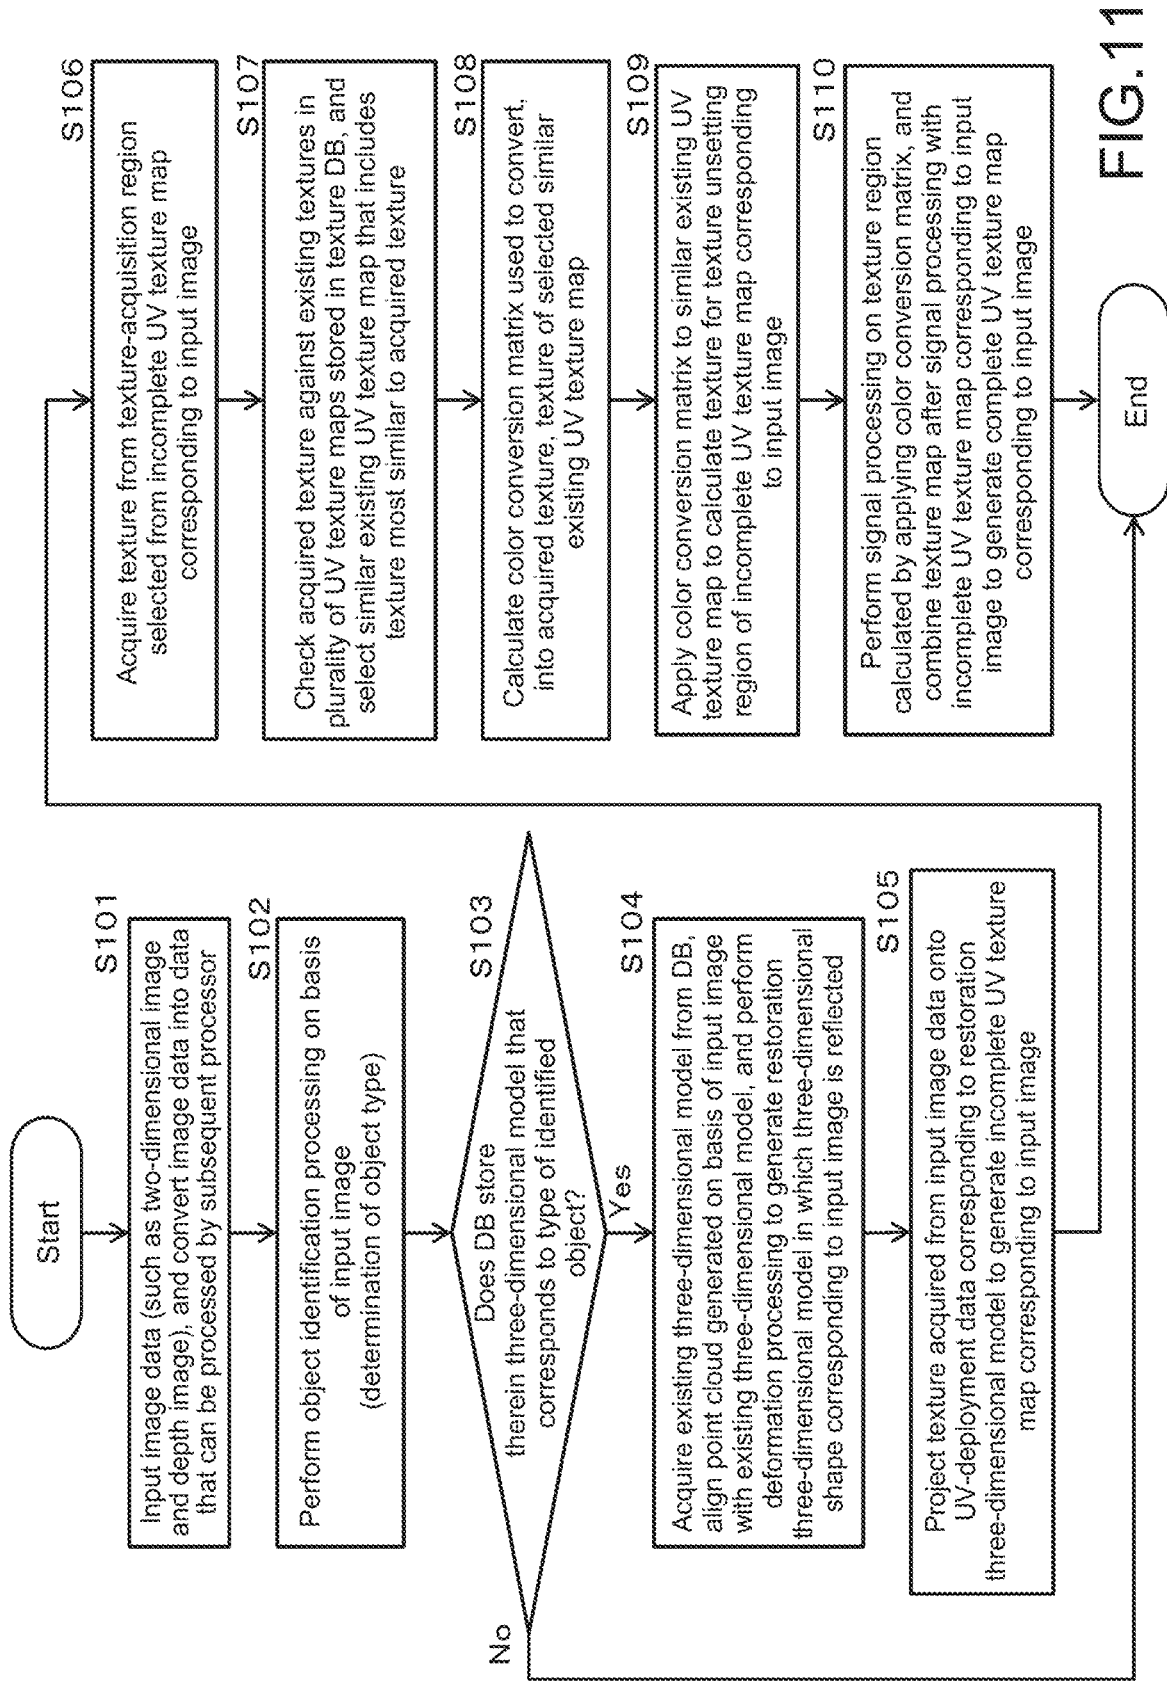 Start
S101
Input image data (such as two-dimensional image
and depth image), and convert image data into data
that can be processed by subsequent processor
S102
Perform object identification processing on basis
of input image
(determination of object type)
S103
Does DB store
therein three-dimensional model that
corresponds to type of identified
object?
No
Yes
S104
Acquire existing three-dimensional model from DB,
align point cloud generated on basis of input image
with existing three-dimensional model, and perform
deformation processing to generate restoration
three-dimensional model in which three-dimensional
shape corresponding to input image is reflected
S105
Project texture acquired from input image data onto
UV-deployment data corresponding to restoration
three-dimensional model to generate incomplete UV texture
map corresponding to input image
S106
Acquire texture from texture-acquisition region
selected from incomplete UV texture map
corresponding to input image
S107
Check acquired texture against existing textures in
plurality of UV texture maps stored in texture DB, and
select similar existing UV texture map that includes
texture most similar to acquired texture
S108
Calculate color conversion matrix used to convert,
into acquired texture, texture of selected similar
existing UV texture map
S109
Apply color conversion matrix to similar existing UV
texture map to calculate texture for texture unsetting
region of incomplete UV texture map corresponding
to input image
S110
Perform signal processing on texture region
calculated by applying color conversion matrix, and
combine texture map after signal processing with
incomplete UV texture map corresponding to input
image to generate complete UV texture map
corresponding to input image
End
FIG.11